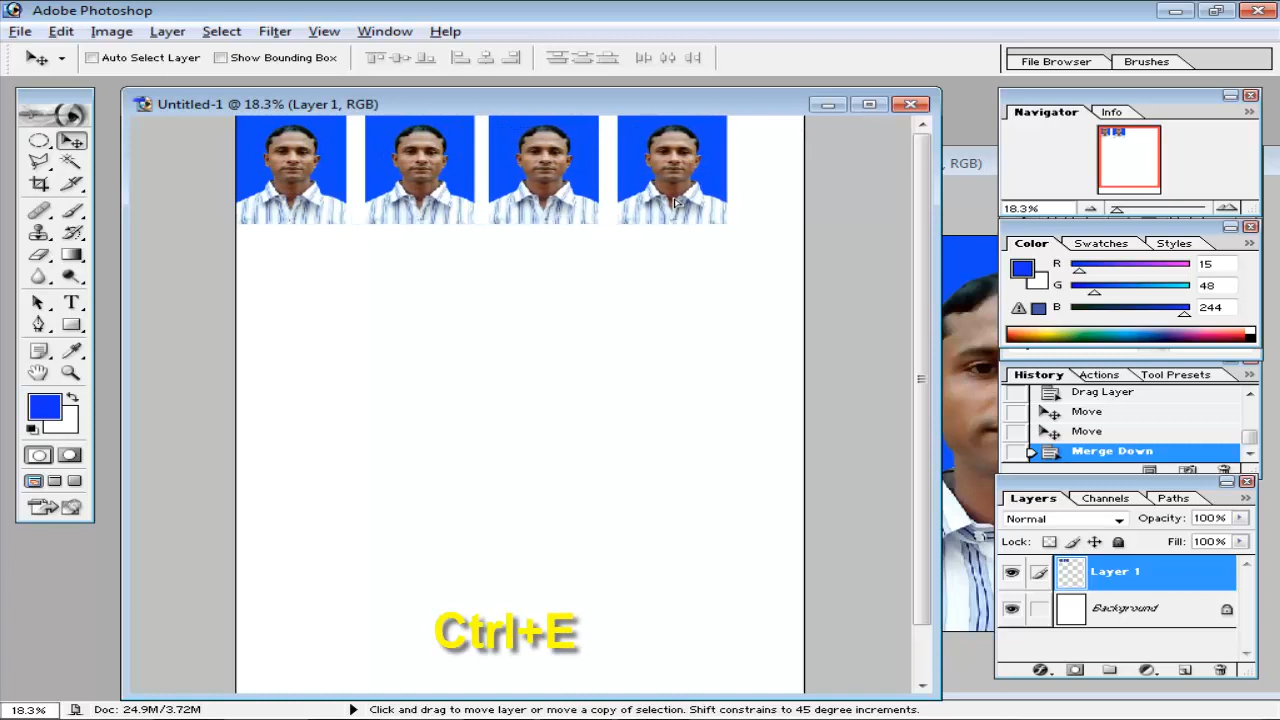 Adobe Photoshop
File Edit Image Layer Select Filter View Window Help
Auto Select Layer Show Bounding Box
File Browser Brushes
Untitled-1 @ 18.3% (Layer 1, RGB)
, RGB)
Navigator Info
18.3%
Color Swatches Styles
R 15
G 48
B 244
History Actions Tool Presets
Drag Layer
Move
Move
Merge Down
Layers Channels Paths
Normal Opacity: 100%
Lock: Fill: 100%
Layer 1
Background
Ctrl+E
18.3% Doc: 24.9M/3.72M Click and drag to move layer or move a copy of selection. Shift constrains to 45 degree increments.